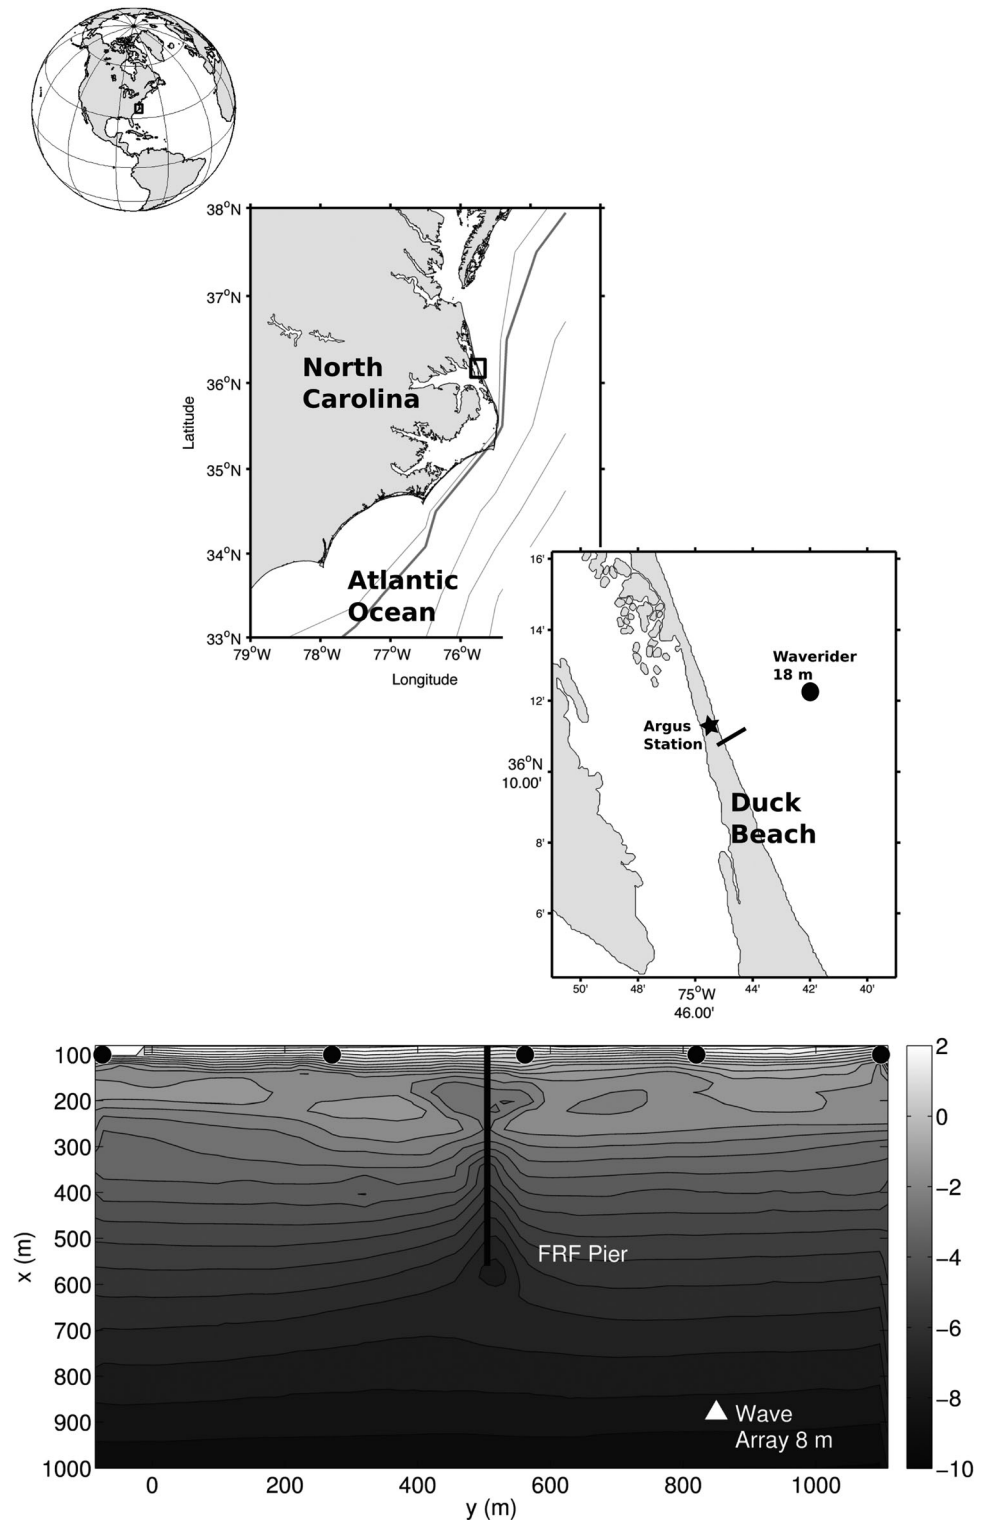 38°N
37°N
36°N
35°N
34°N
33°N
Latitude
North
Carolina
Atlantic
Ocean
79°W
78°W
77°W
76°W
Longitude
16'
14'
12'
36°N
10.00'
8'
6'
Waverider
18 m
Argus
Station
Duck
Beach
50'
48'
75°W
46.00'
44'
42'
40'
100
200
300
400
500
600
700
800
900
1000
x (m)
FRF Pier
Wave
Array 8 m
0
200
400
600
800
1000
y (m)
2
0
−2
−4
−6
−8
−10